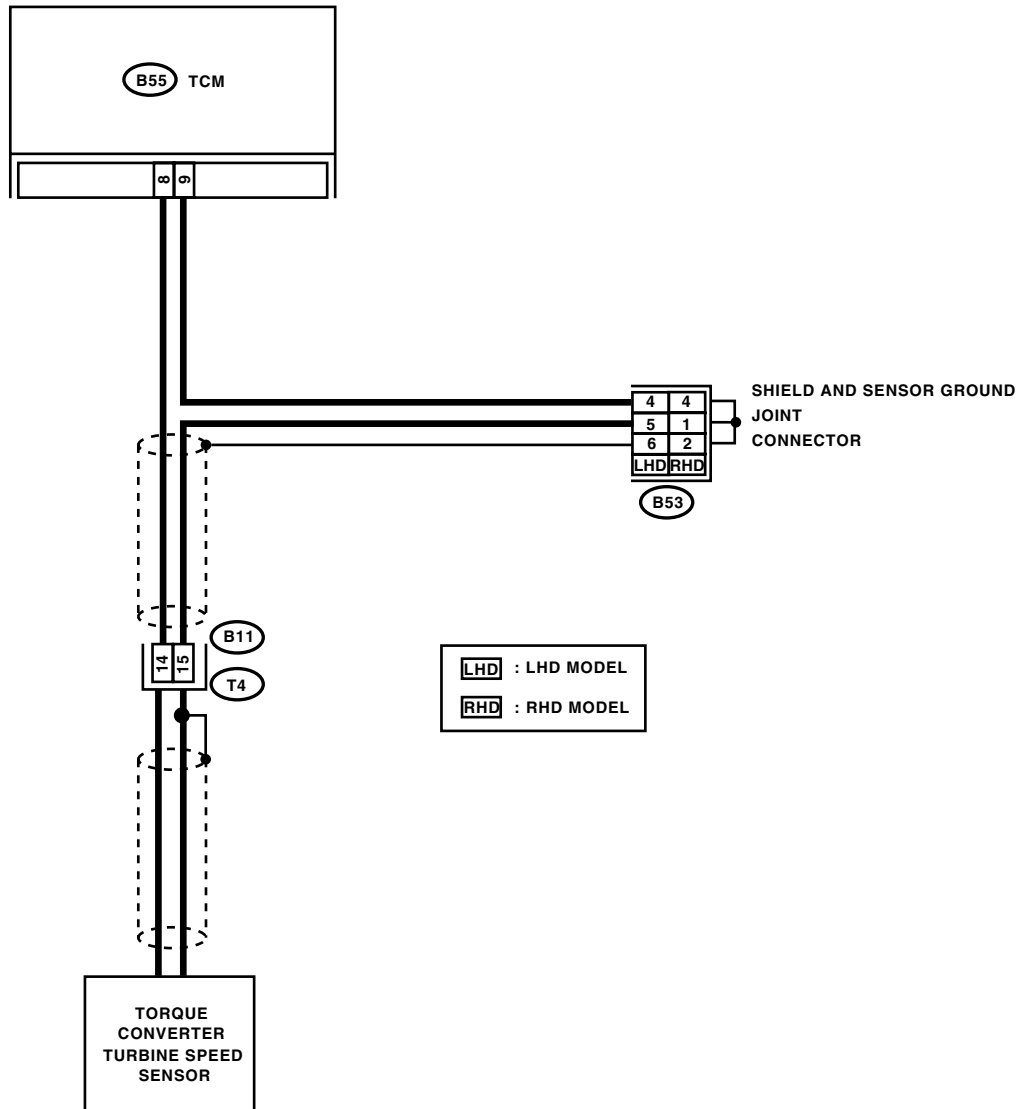 B55 TCM
8 9
SHIELD AND SENSOR GROUND
JOINT
CONNECTOR
4 4
5 1
6 2
LHD RHD
B53
B11
14 15
T4
LHD : LHD MODEL
RHD : RHD MODEL
TORQUE
CONVERTER
TURBINE SPEED
SENSOR